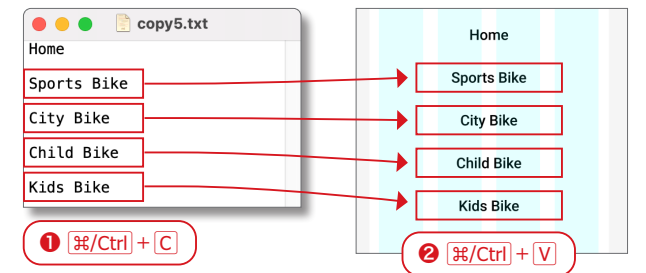 copy5.txt
Home
Sports Bike
City Bike
Child Bike
Kids Bike
❶ ⌘/Ctrl + C
Home
Sports Bike
City Bike
Child Bike
Kids Bike
❷ ⌘/Ctrl + V